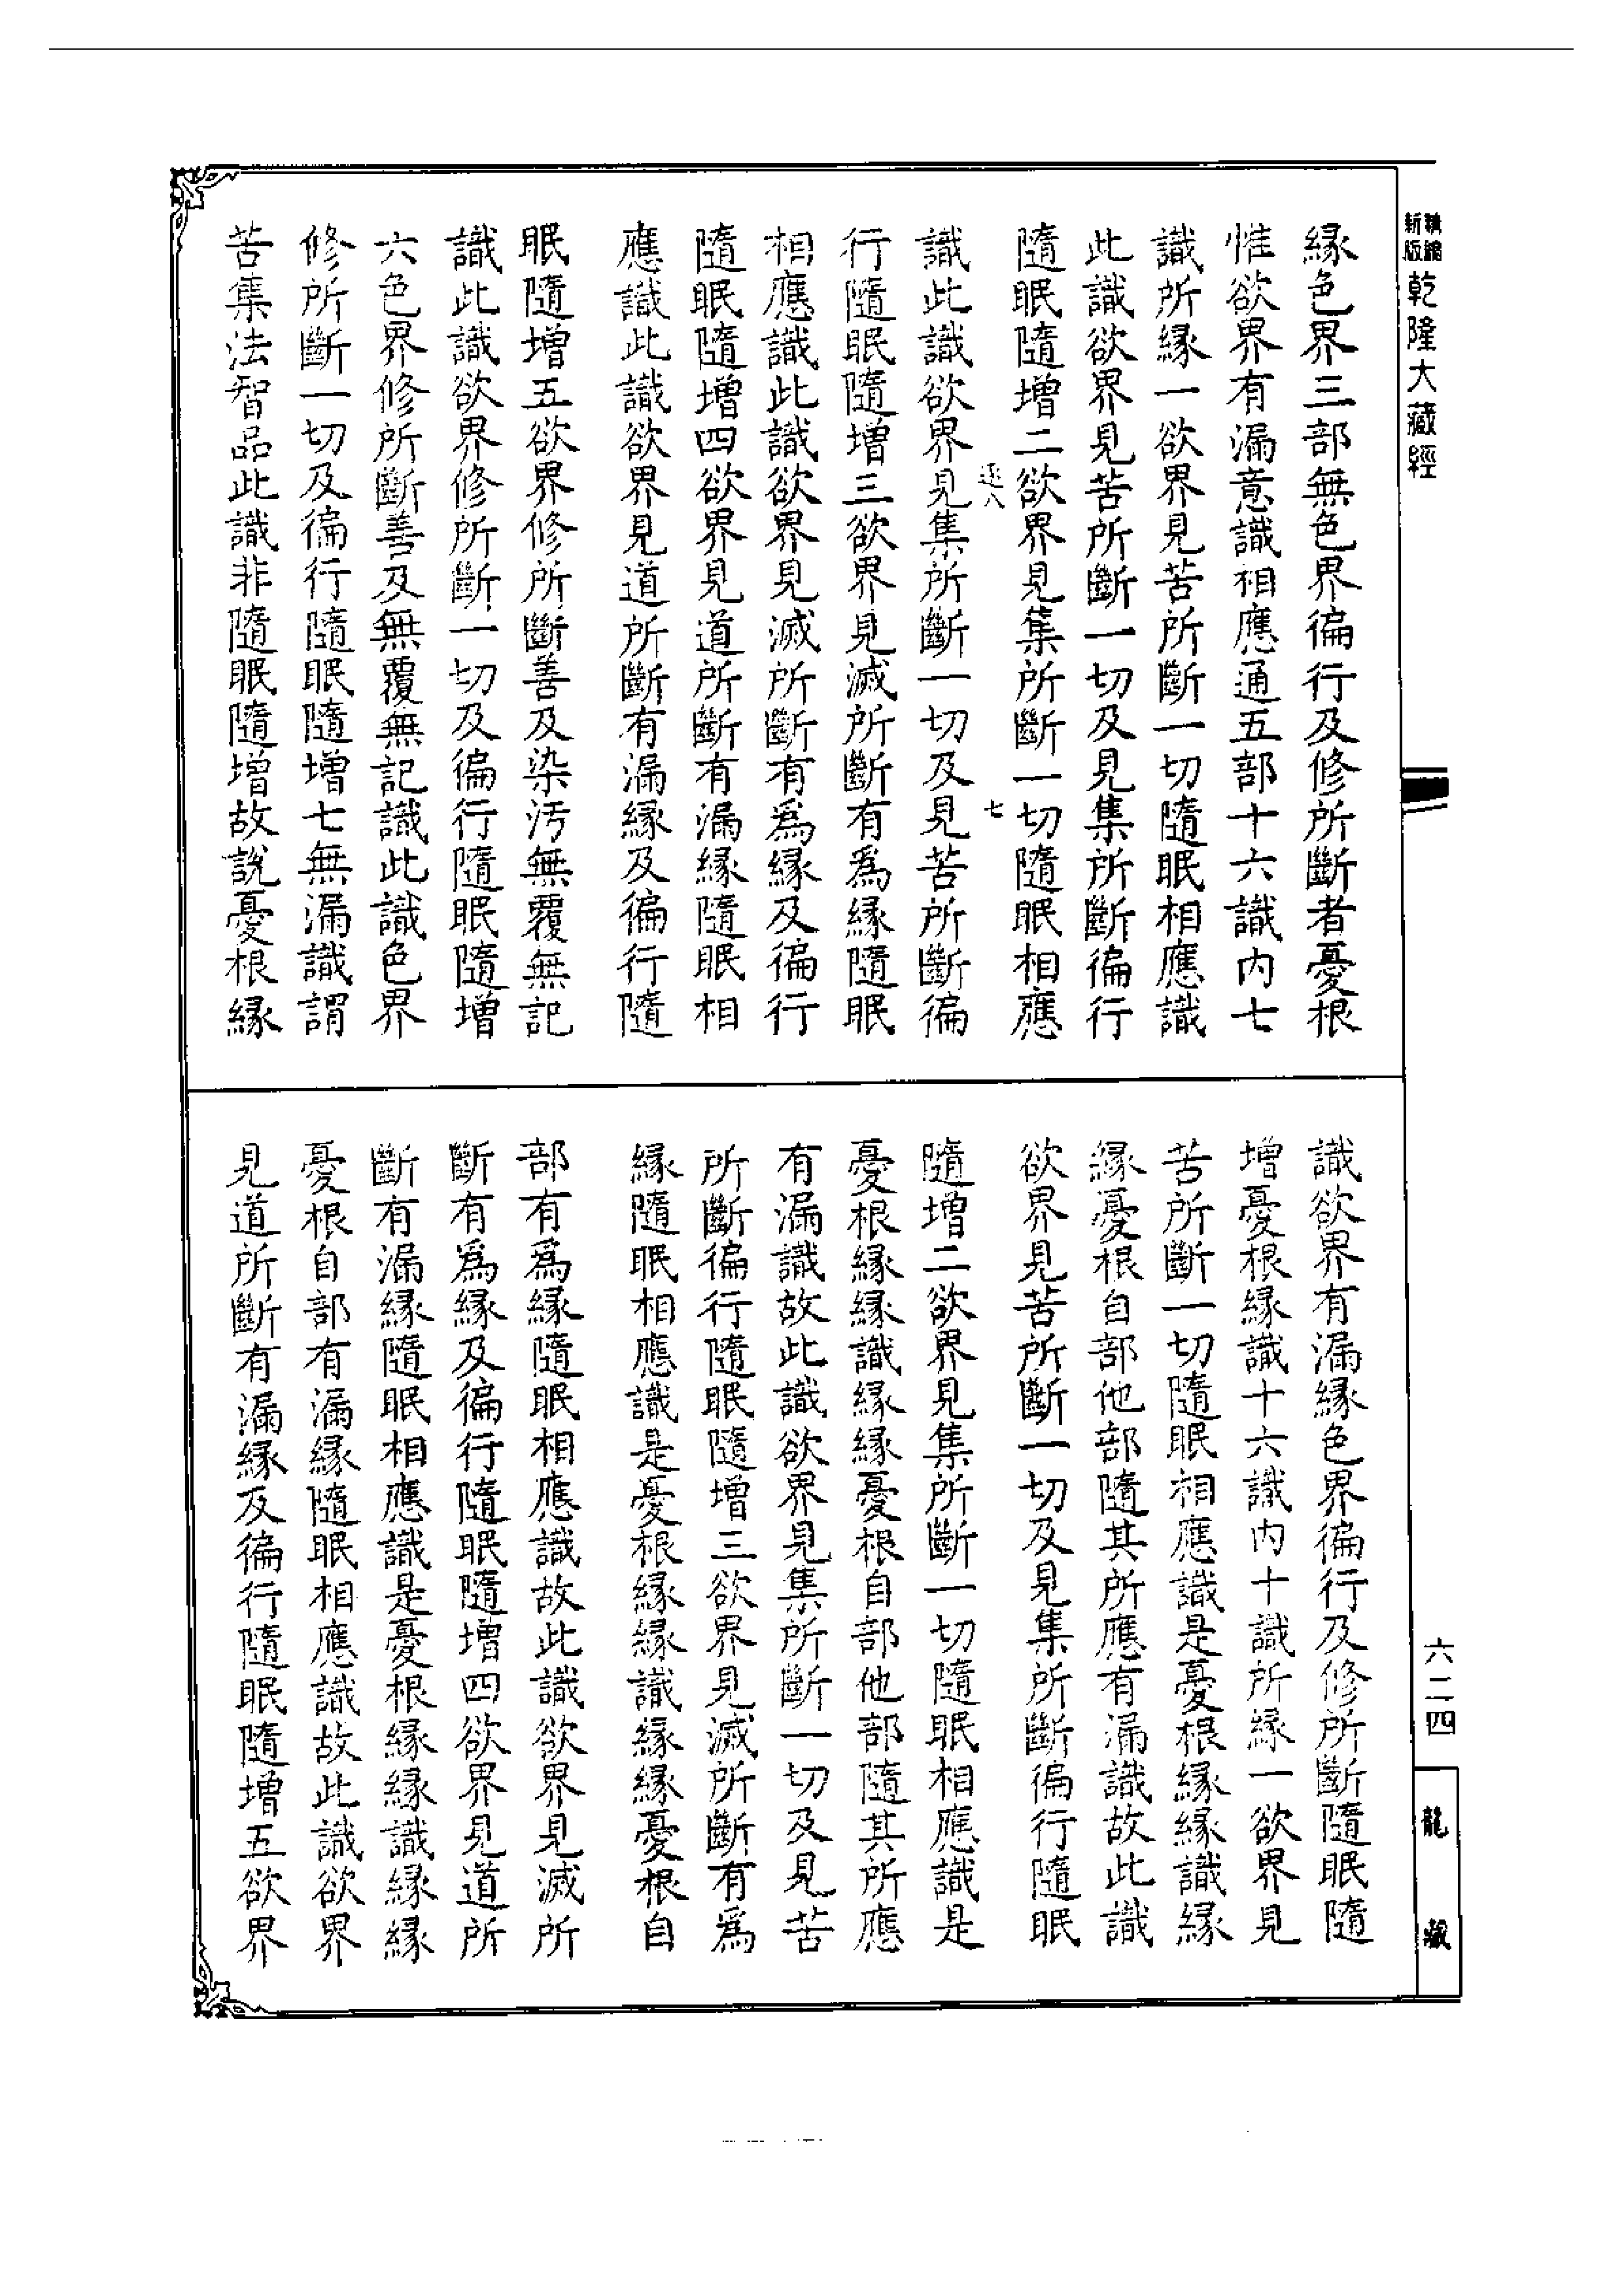 新版精縮乾隆大藏經
緣色界三部無色界徧行及修所斷者憂根
惟欲界有漏意識相應通五部十六識內七
識所緣一欲界見苦所斷一切隨眠相應識
此識欲界見苦所斷一切及見集所斷徧行
隨眠隨增二欲界見集所斷一切隨眠相應
七
識此識欲界見集所斷一切及見苦所斷徧
行隨眠隨增三欲界見滅所斷有爲緣隨眠
相應識此識欲界見滅所斷有爲緣及徧行
隨眠隨增四欲界見道所斷有漏緣隨眠相
應識此識欲界見道所斷有漏緣及徧行隨
眠隨增五欲界修所斷善及染污無覆無記
識此識欲界修所斷一切及徧行隨眠隨增
六色界修所斷善及無覆無記識此識色界
修所斷一切及徧行隨眠隨增七無漏識謂
苦集法智品此識非隨眠隨增故說憂根緣
識欲界有漏緣色界徧行及修所斷隨眠隨
增憂根緣識十六識內十識所緣一欲界見
苦所斷一切隨眠相應識是憂根緣緣識緣
緣憂根自部他部隨其所應有漏識故此識
欲界見苦所斷一切及見集所斷徧行隨眠
隨增二欲界見集所斷一切隨眠相應識是
憂根緣緣識緣緣憂根自部他部隨其所應
有漏識故此識欲界見集所斷一切及見苦
所斷徧行隨眠隨增三欲界見滅所斷有爲
緣隨眠相應識是憂根緣緣識緣緣憂根自
部有爲緣隨眠相應識故此識欲界見滅所
斷有爲緣及徧行隨眠隨增四欲界見道所
斷有漏緣隨眠相應識是憂根緣緣識緣緣
憂根自部有漏緣隨眠相應識故此識欲界
見道所斷有漏緣及徧行隨眠隨增五欲界
六二四
龍藏